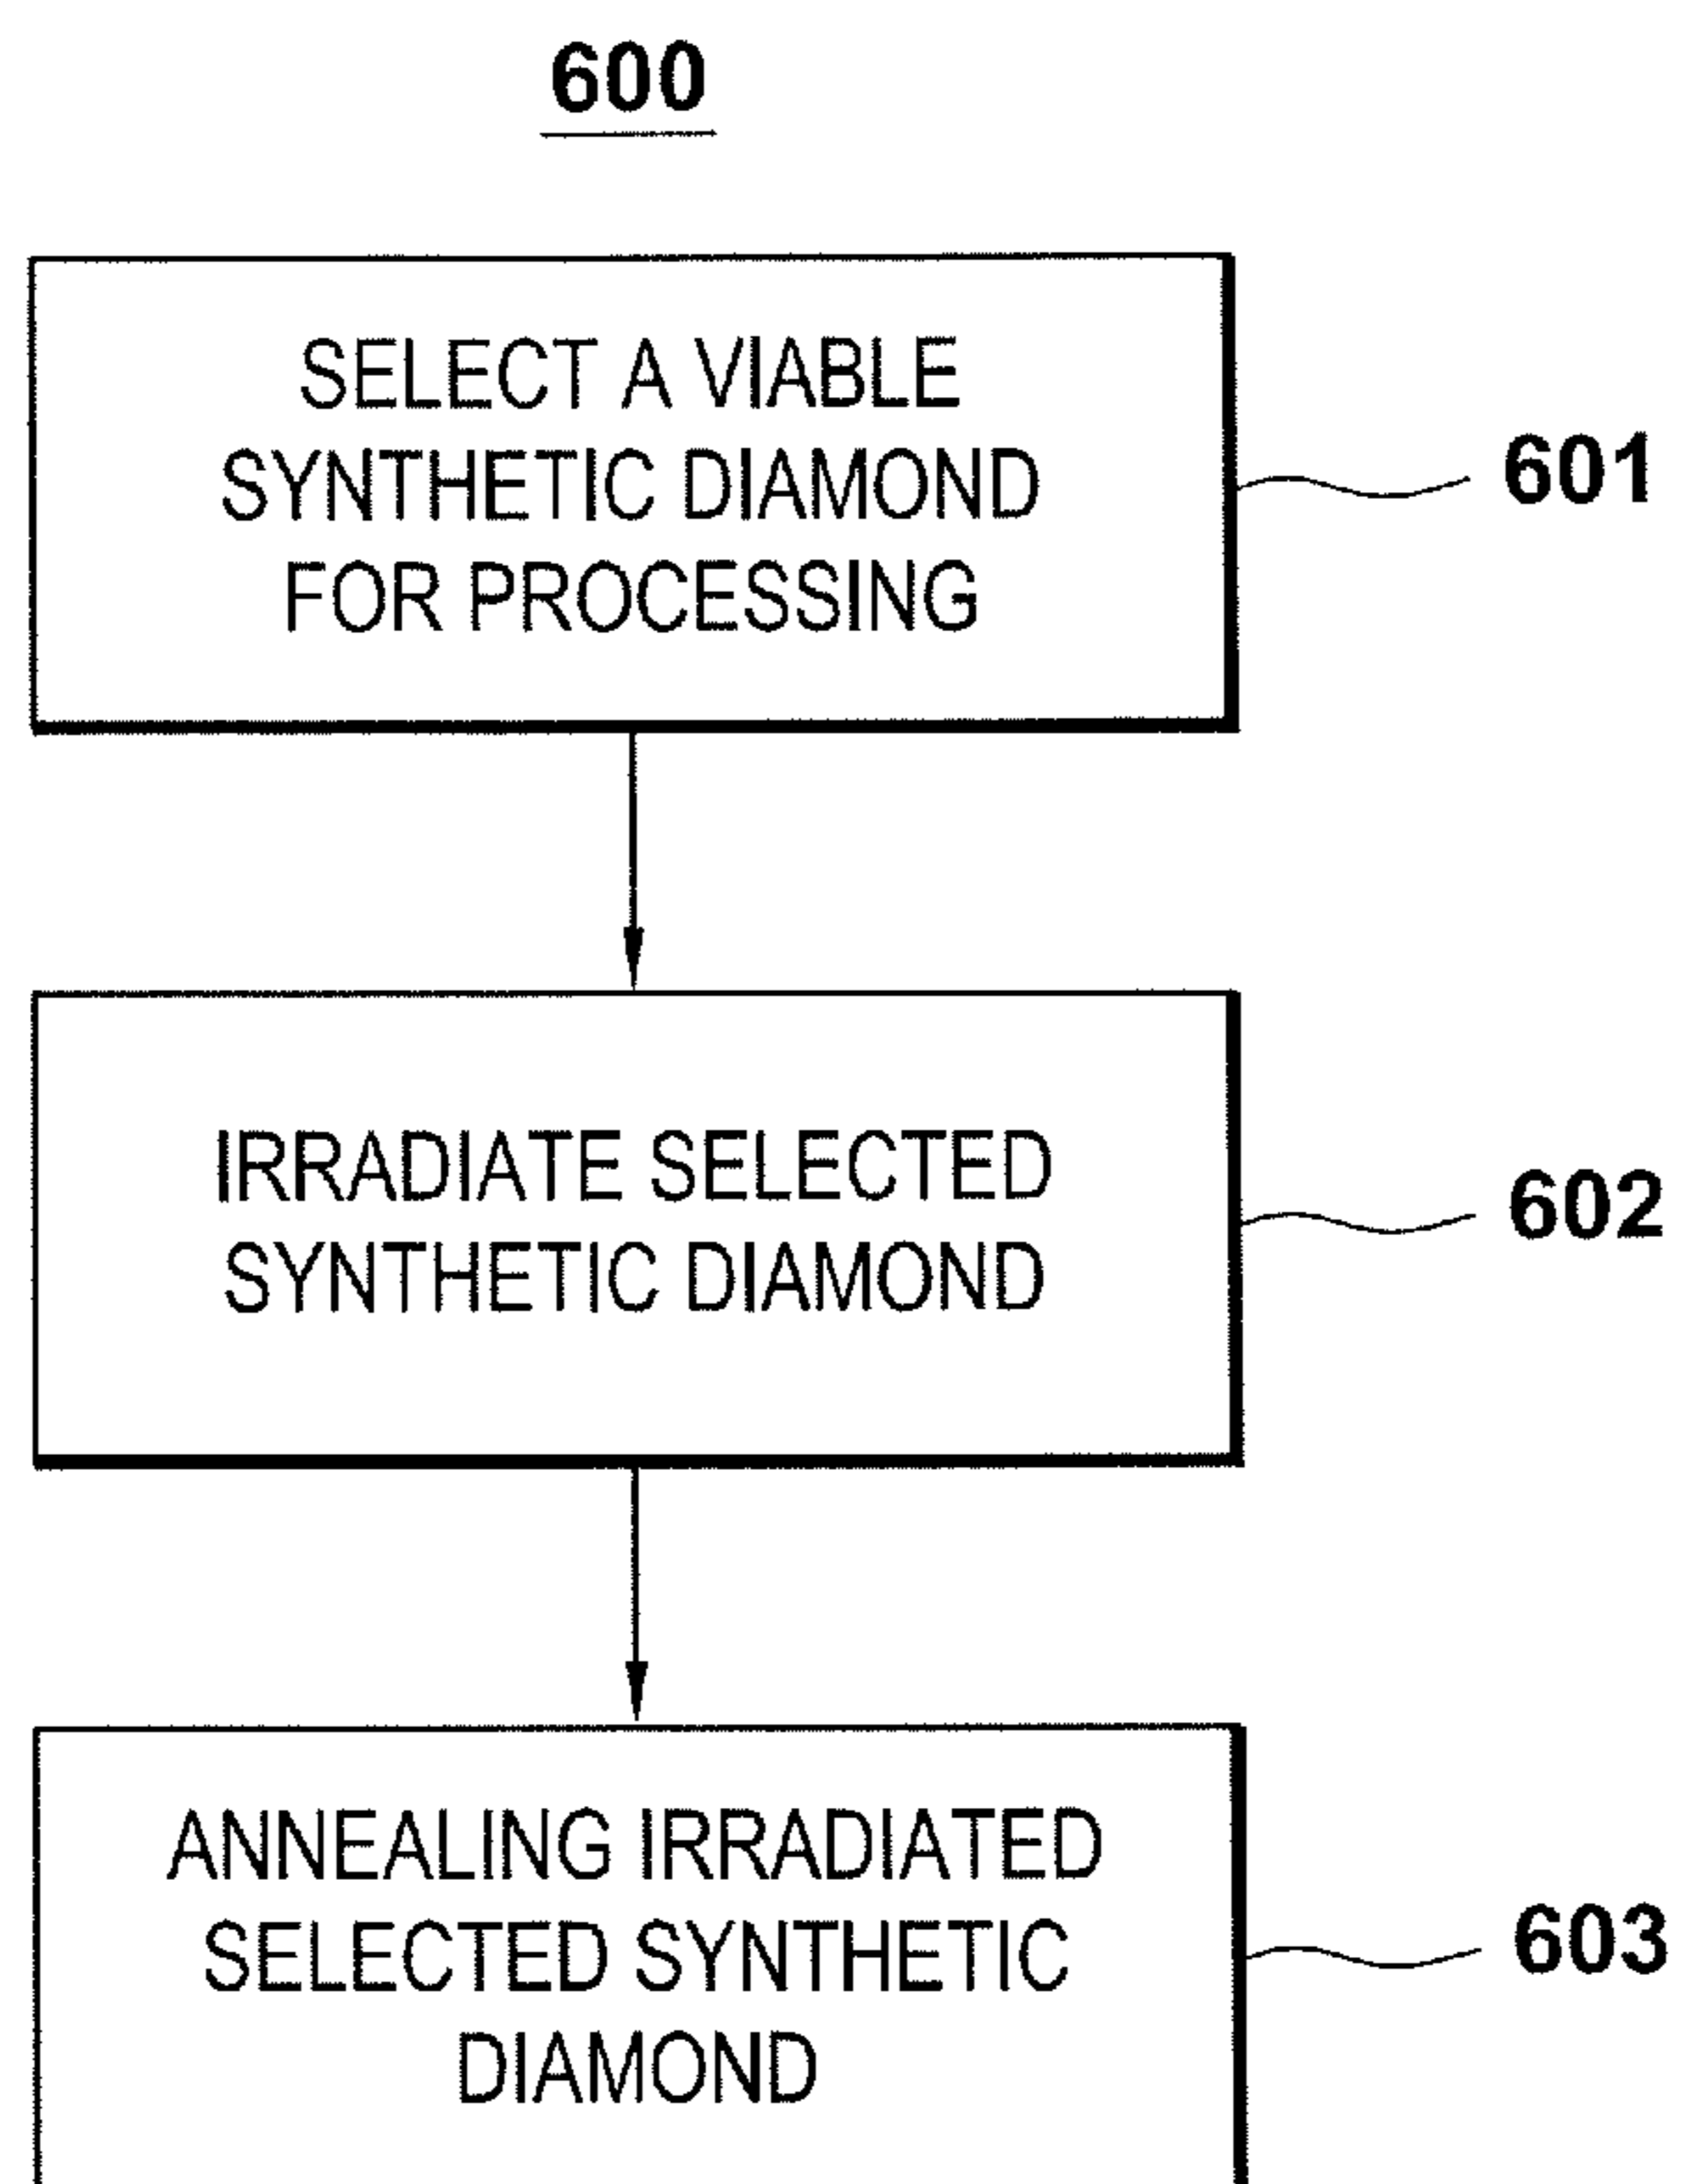 600
SELECT A VIABLE
SYNTHETIC DIAMOND
FOR PROCESSING
601
IRRADIATE SELECTED
SYNTHETIC DIAMOND
602
ANNEALING IRRADIATED
SELECTED SYNTHETIC
DIAMOND
603